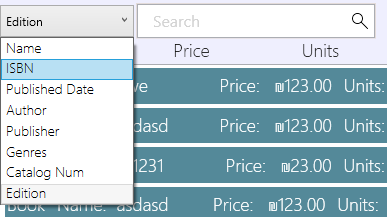 Edition Search
Name Price Units
ISBN
Published Date ve Price: ₪123.00 Units:
Author
Publisher asdasd Price: ₪123.00 Units:
Genres
Catalog Num 1231 Price: ₪23.00 Units:
Edition
Book Name: asdasd Price: ₪123.00 Units: